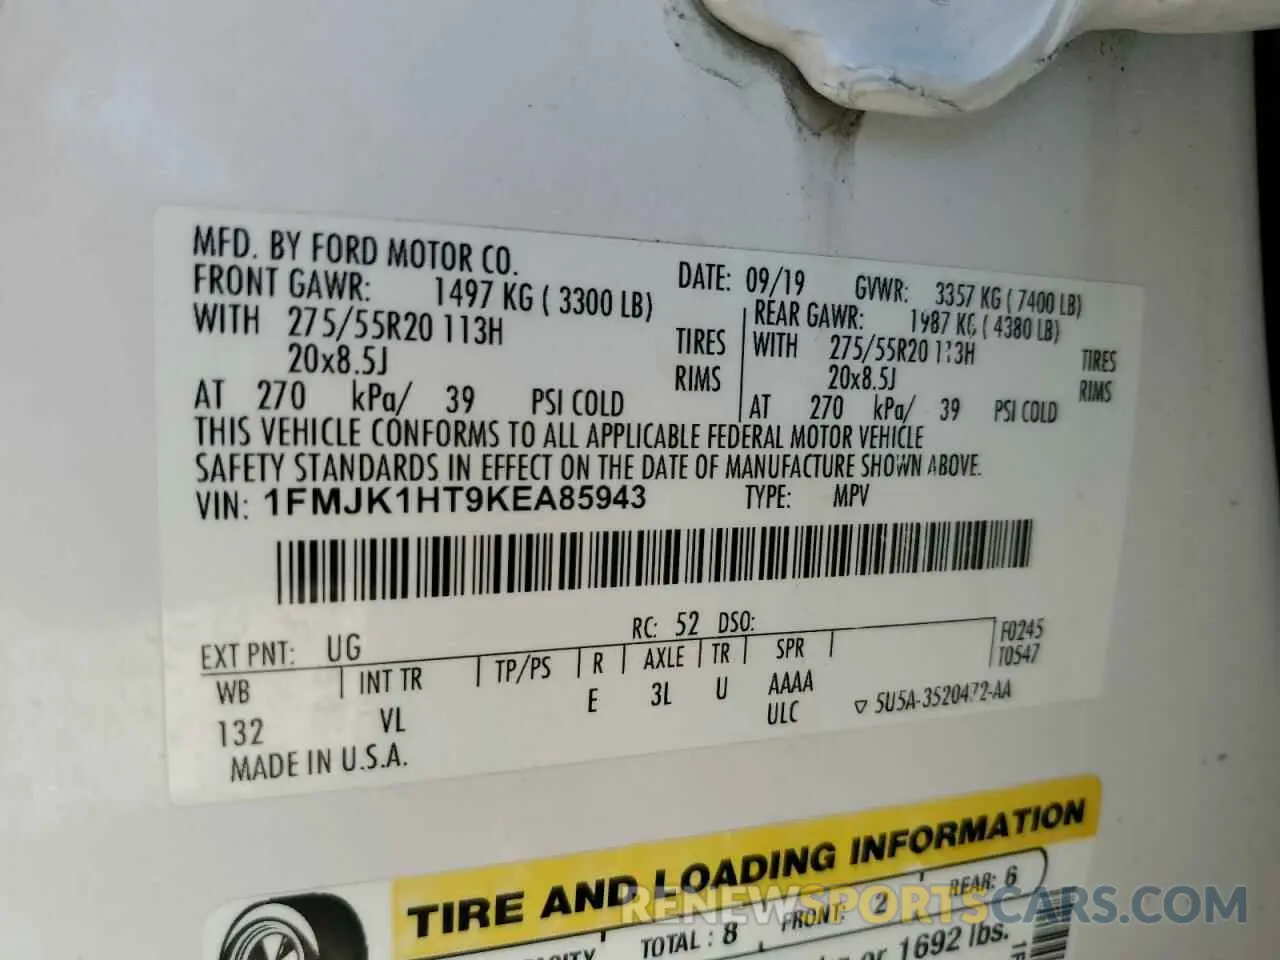 MFD. BY FORD MOTOR CO.
DATE: 09/19 GVWR: 3357 KG ( 7400 LB)
FRONT GAWR: 1497 KG ( 3300 LB)
WITH 275/55R20 113H TIRES
20x8.5J RIMS
AT 270 kPa/ 39 PSI COLD
REAR GAWR: 1987 KG ( 4380 LB)
WITH 275/55R20 113H TIRES
20x8.5J RIMS
AT 270 kPa/ 39 PSI COLD
THIS VEHICLE CONFORMS TO ALL APPLICABLE FEDERAL MOTOR VEHICLE
SAFETY STANDARDS IN EFFECT ON THE DATE OF MANUFACTURE SHOWN ABOVE.
VIN: 1FMJK1HT9KEA85943 TYPE: MPV
EXT PNT: UG RC: 52 DSO:
WB INT TR TP/PS R AXLE TR SPR F0245
T0547
132 VL E 3L U AAAA
ULC ▽ 5U5A-3520472-AA
MADE IN U.S.A.
TIRE AND LOADING INFORMATION
TOTAL : 8 FRONT: 2 REAR: 6
or 1692 lbs.
RENEWSPORTSCARS.COM